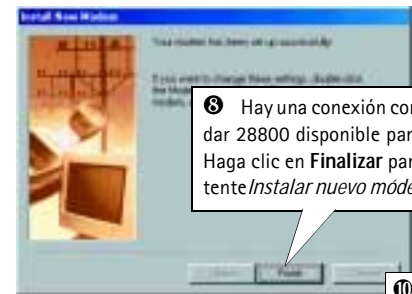 Install New Modem
Your modem has been set up successfully.
If you want to change these settings, double-click
the Mode
❽ Hay una conexión con
dar 28800 disponible par
Haga clic en Finalizar par
tente Instalar nuevo móde
Finish
❿